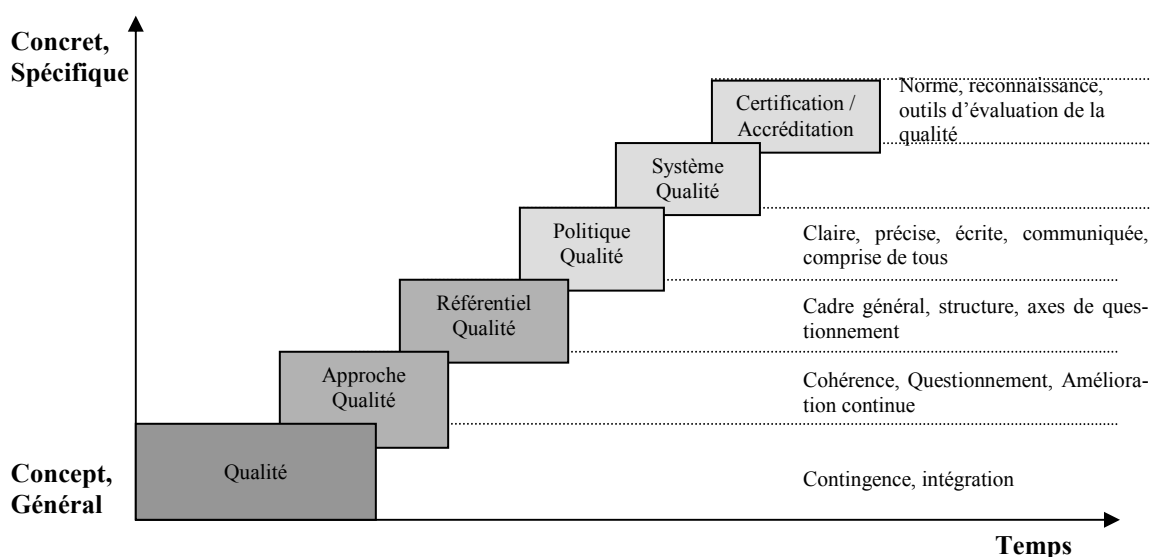 Concret,
Spécifique
Certification /
Accréditation
Norme, reconnaissance,
outils d’évaluation de la
qualité
Système
Qualité
Politique
Qualité
Claire, précise, écrite, communiquée,
comprise de tous
Référentiel
Qualité
Cadre général, structure, axes de ques-
tionnement
Approche
Qualité
Cohérence, Questionnement, Améliora-
tion continue
Concept,
Général
Qualité
Contingence, intégration
Temps